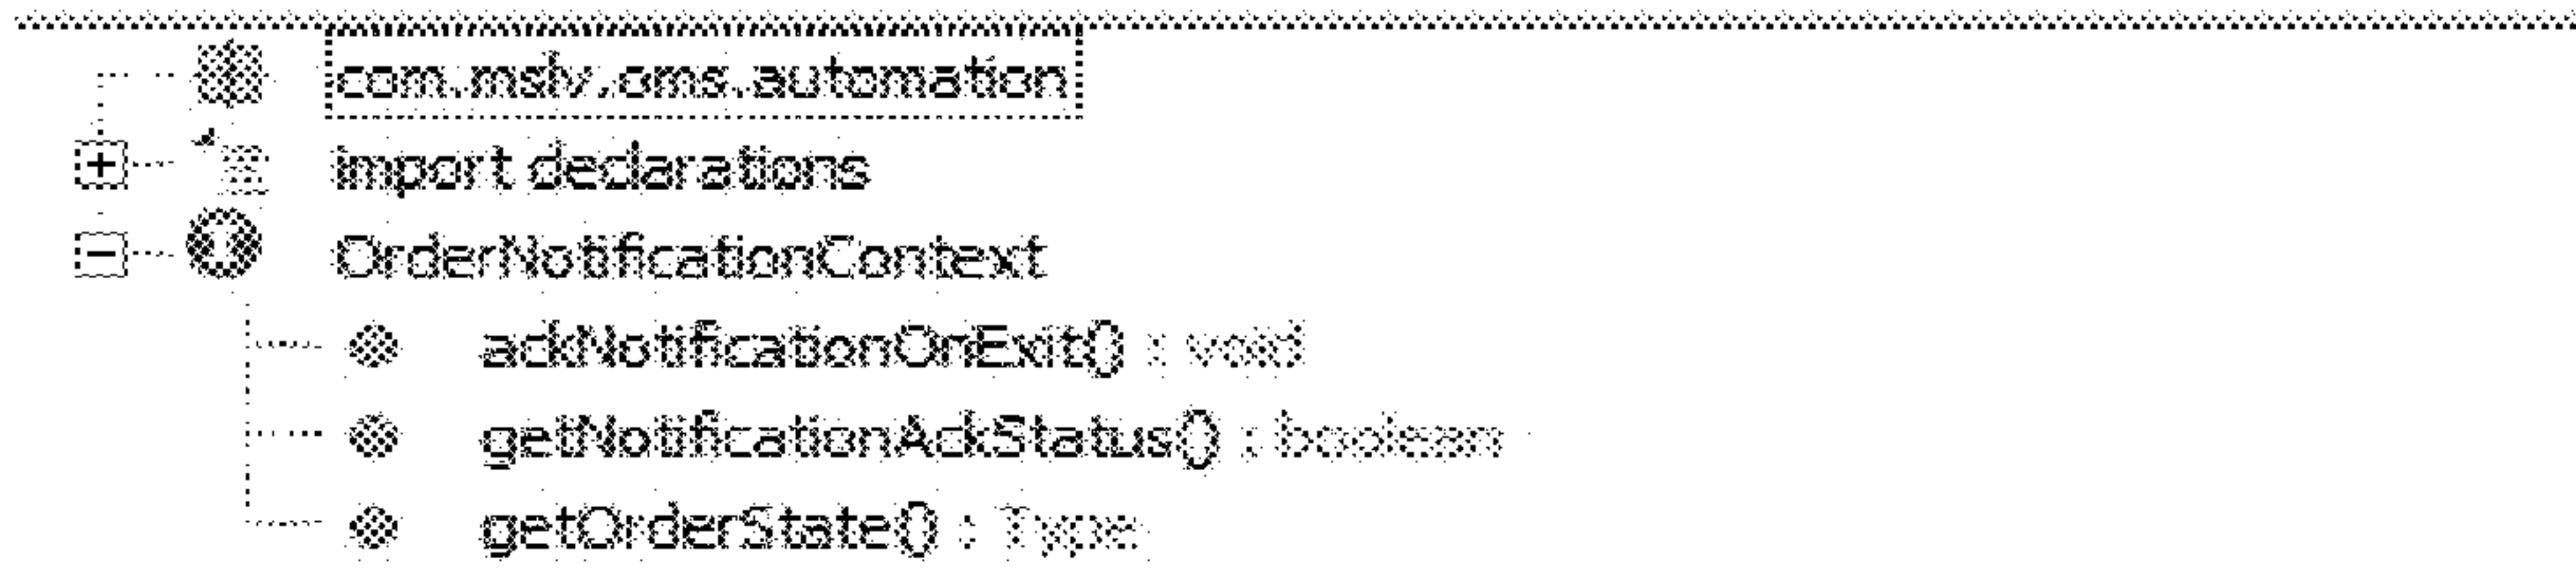 com.mslv.oms.automation
import declarations
OrderNotificationContext
ackNotificationOnExit() : void
getNotificationAckStatus() : boolean
getOrderState() : Type